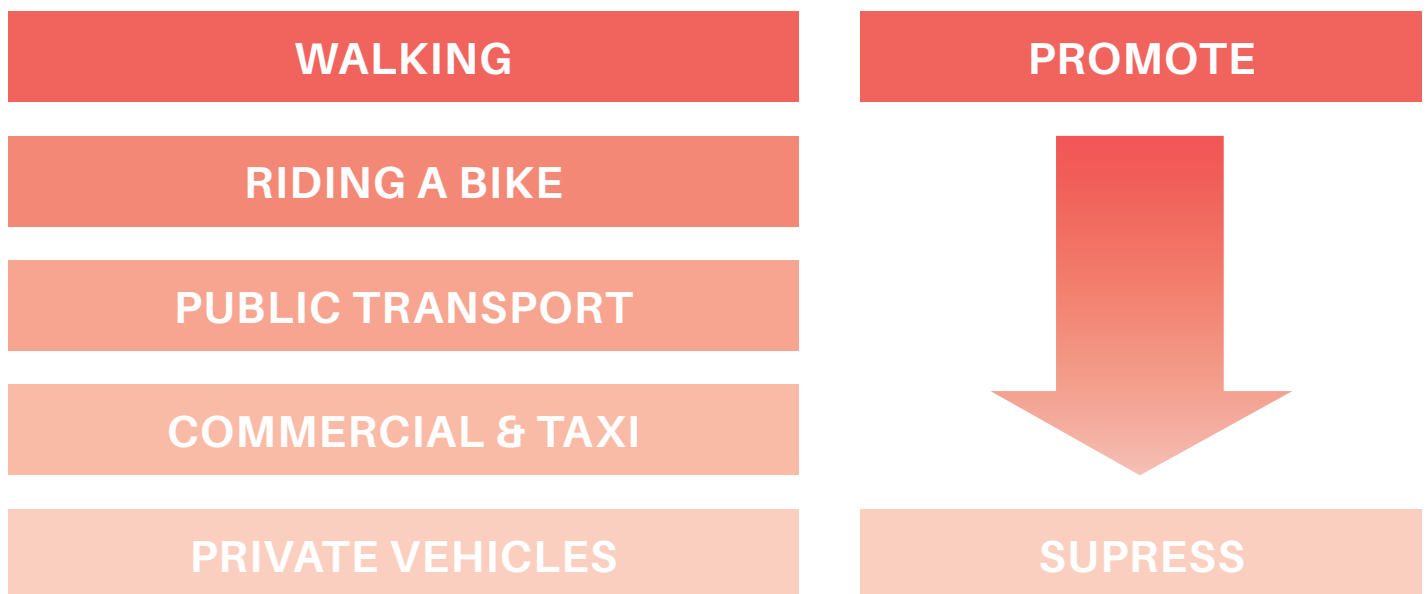 WALKING
PROMOTE
RIDING A BIKE
PUBLIC TRANSPORT
COMMERCIAL & TAXI
PRIVATE VEHICLES
SUPRESS